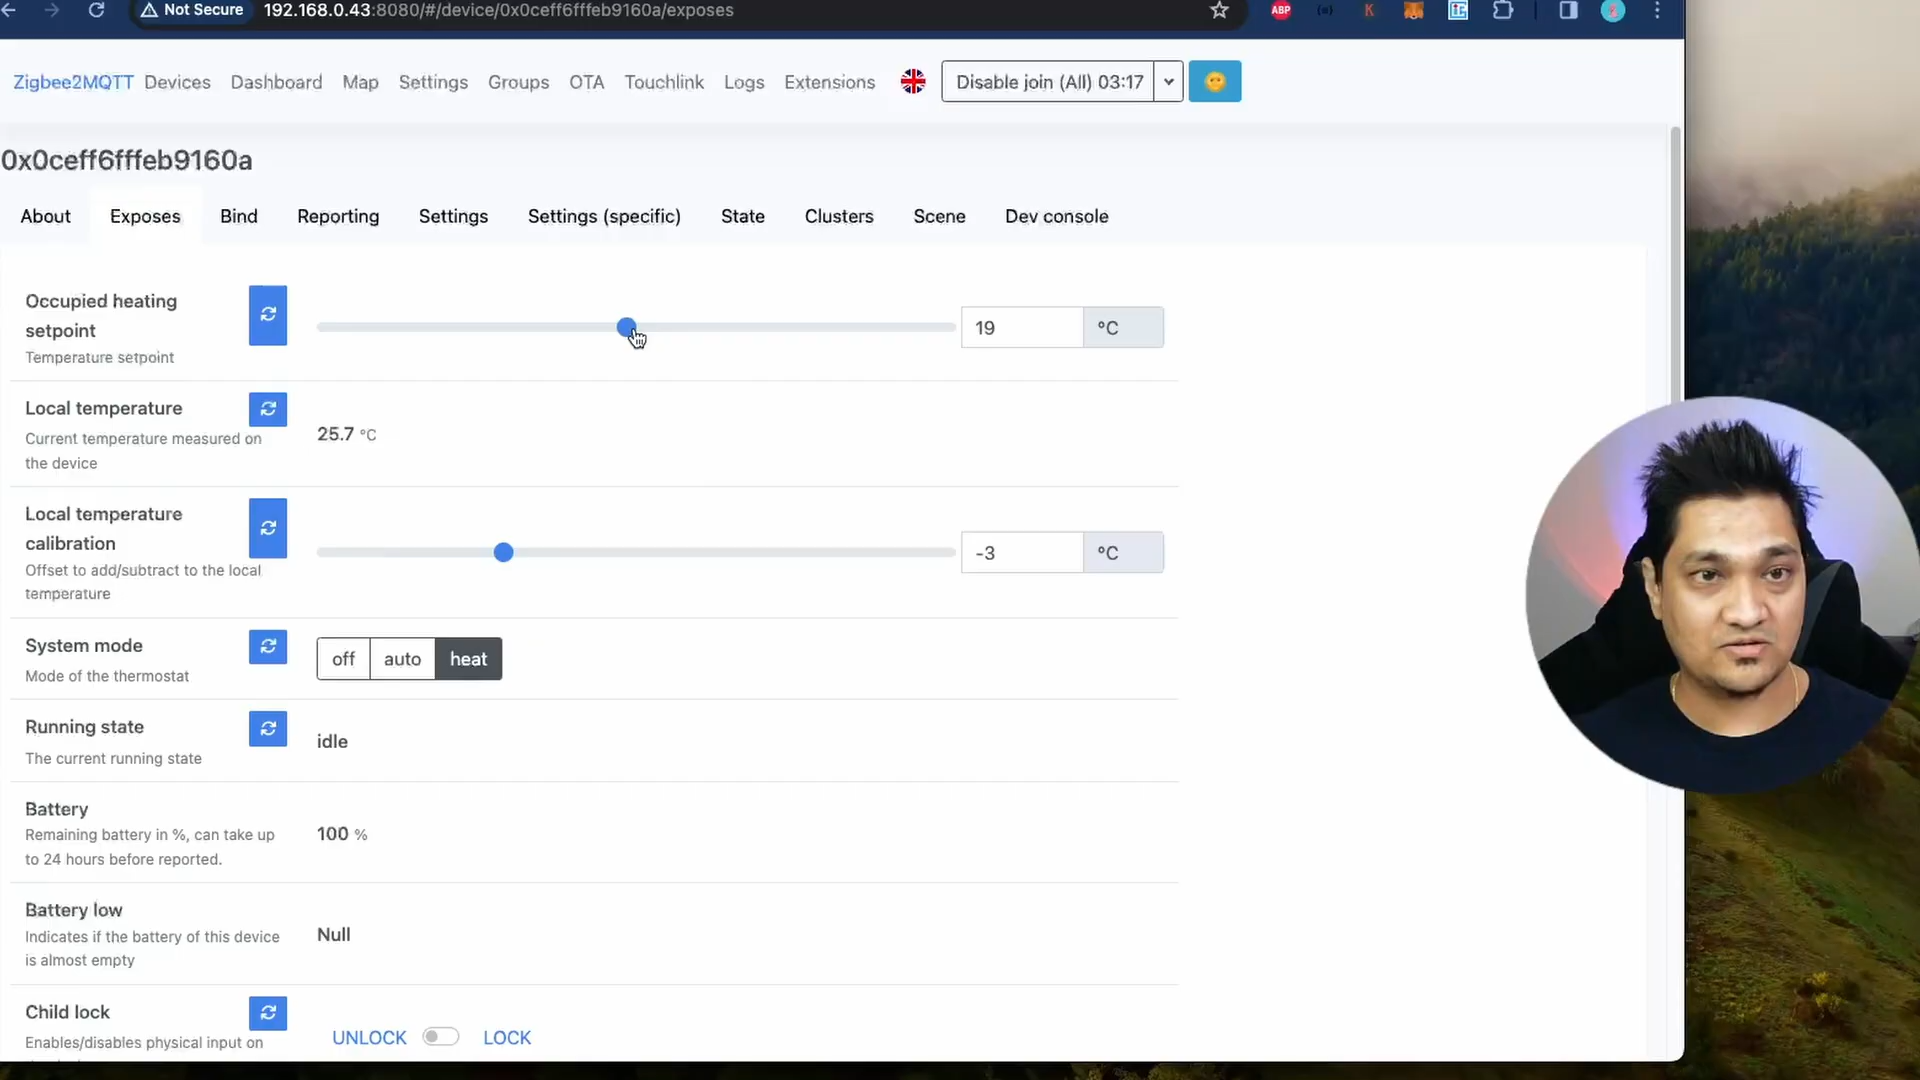 Not Secure 192.168.0.43:8080/#/device/0x0ceff6fffeb9160a/exposes
ABP K
Zigbee2MQTT Devices Dashboard Map Settings Groups OTA Touchlink Logs Extensions Disable join (All) 03:17
0x0ceff6fffeb9160a
About Exposes Bind Reporting Settings Settings (specific) State Clusters Scene Dev console
Occupied heating
setpoint
Temperature setpoint
19 °C
Local temperature
Current temperature measured on
the device
25.7 °C
Local temperature
calibration
Offset to add/subtract to the local
temperature
-3 °C
System mode
Mode of the thermostat
off auto heat
Running state
The current running state
idle
Battery
Remaining battery in %, can take up
to 24 hours before reported.
100 %
Battery low
Indicates if the battery of this device
is almost empty
Null
Child lock
Enables/disables physical input on
UNLOCK LOCK